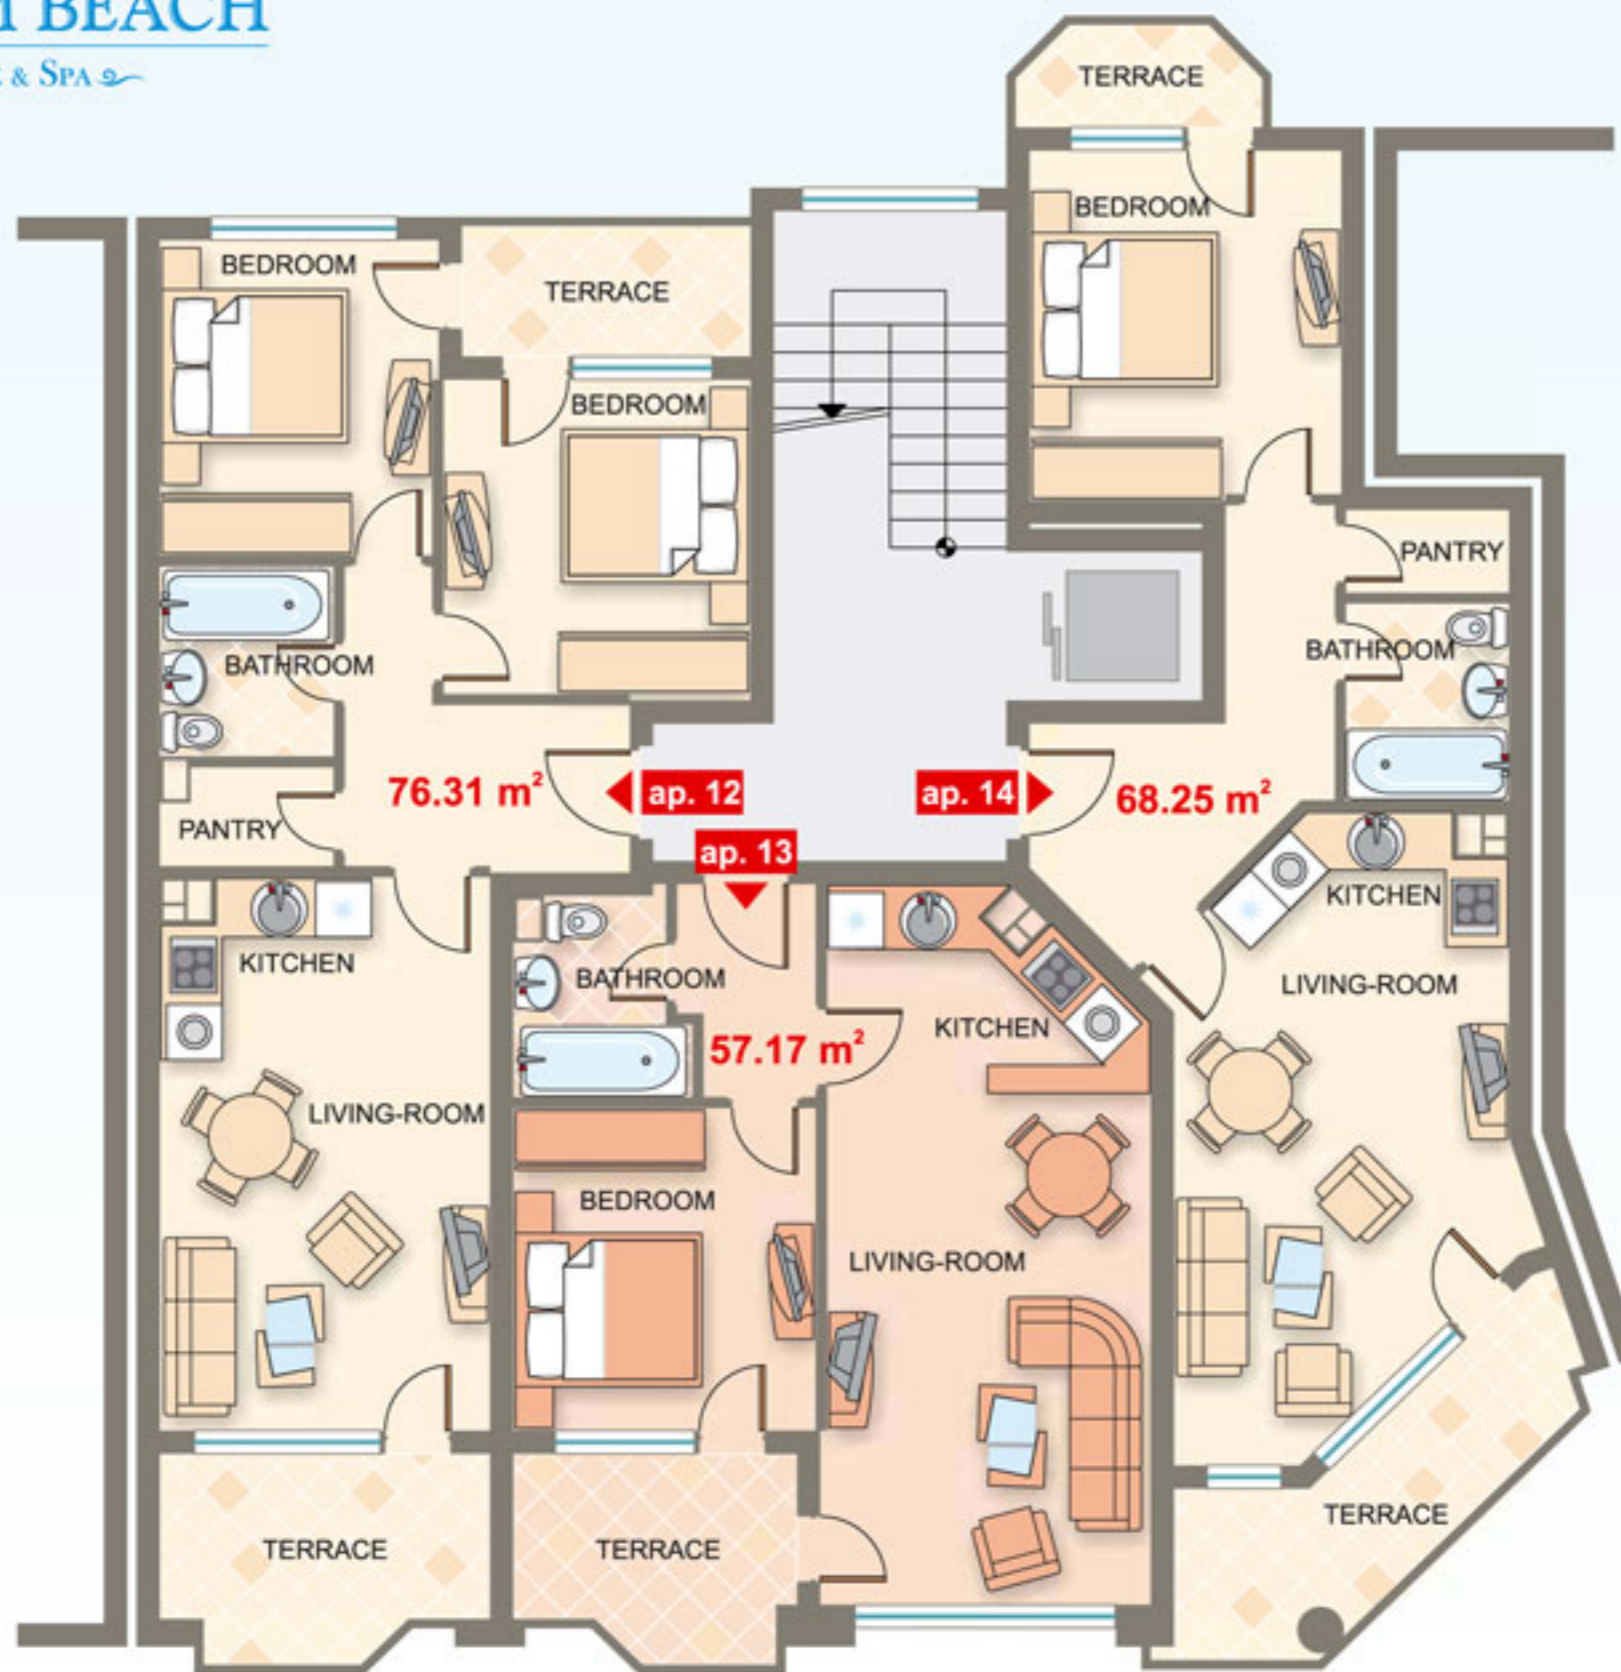 BEACH
& SPA
TERRACE
BEDROOM
BEDROOM
TERRACE
BEDROOM
PANTRY
BATHROOM
BATHROOM
76.31 m²
ap. 12
ap. 14
68.25 m²
PANTRY
ap. 13
KITCHEN
KITCHEN
BATHROOM
LIVING-ROOM
KITCHEN
57.17 m²
LIVING-ROOM
BEDROOM
LIVING-ROOM
TERRACE
TERRACE
TERRACE